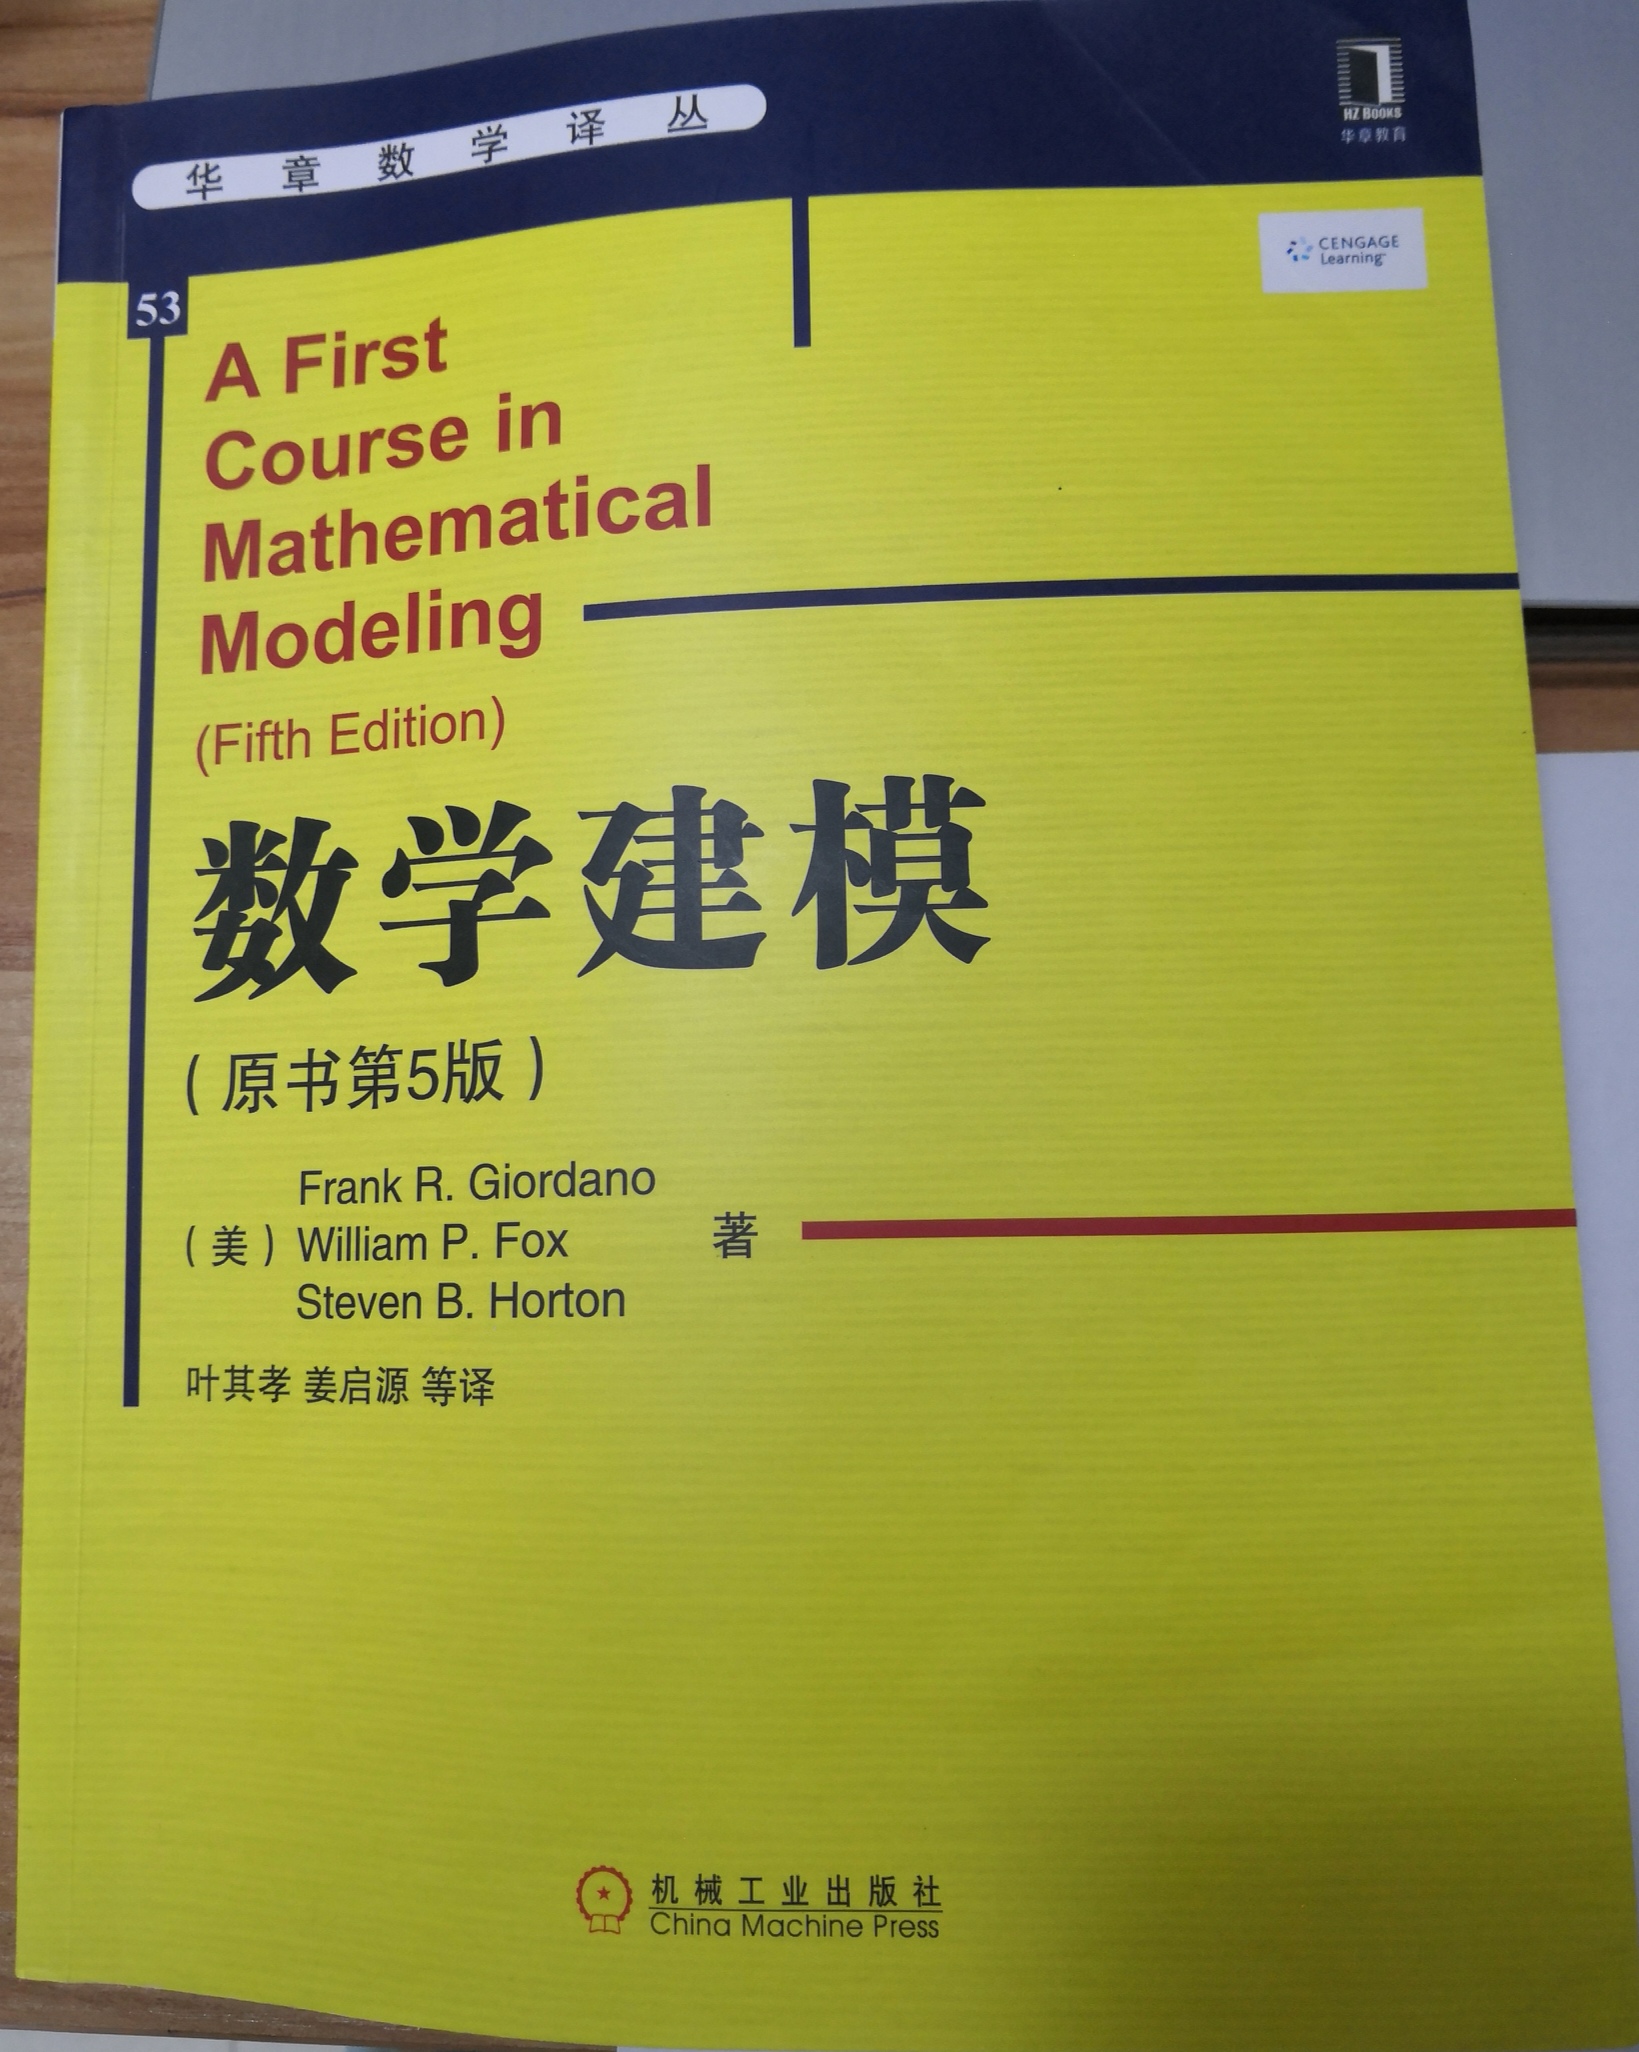 华章数学译丛
HZ BOOKS
华章教育
CENGAGE
Learning™
53
A First
Course in
Mathematical
Modeling
(Fifth Edition)
数学建模
(原书第5版)
Frank R. Giordano
(美) William P. Fox 著
Steven B. Horton
叶其孝 姜启源 等译
机械工业出版社
China Machine Press